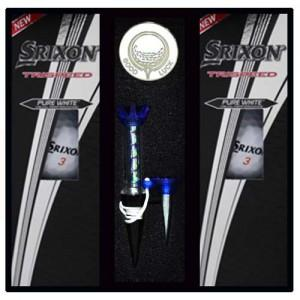 NEW
SRIXON
TRISPEED
PURE WHITE
SRIXON
3
GOOD LUCK
NEW
SRIXON
TRISPEED
PURE WHITE
SRIXON
3